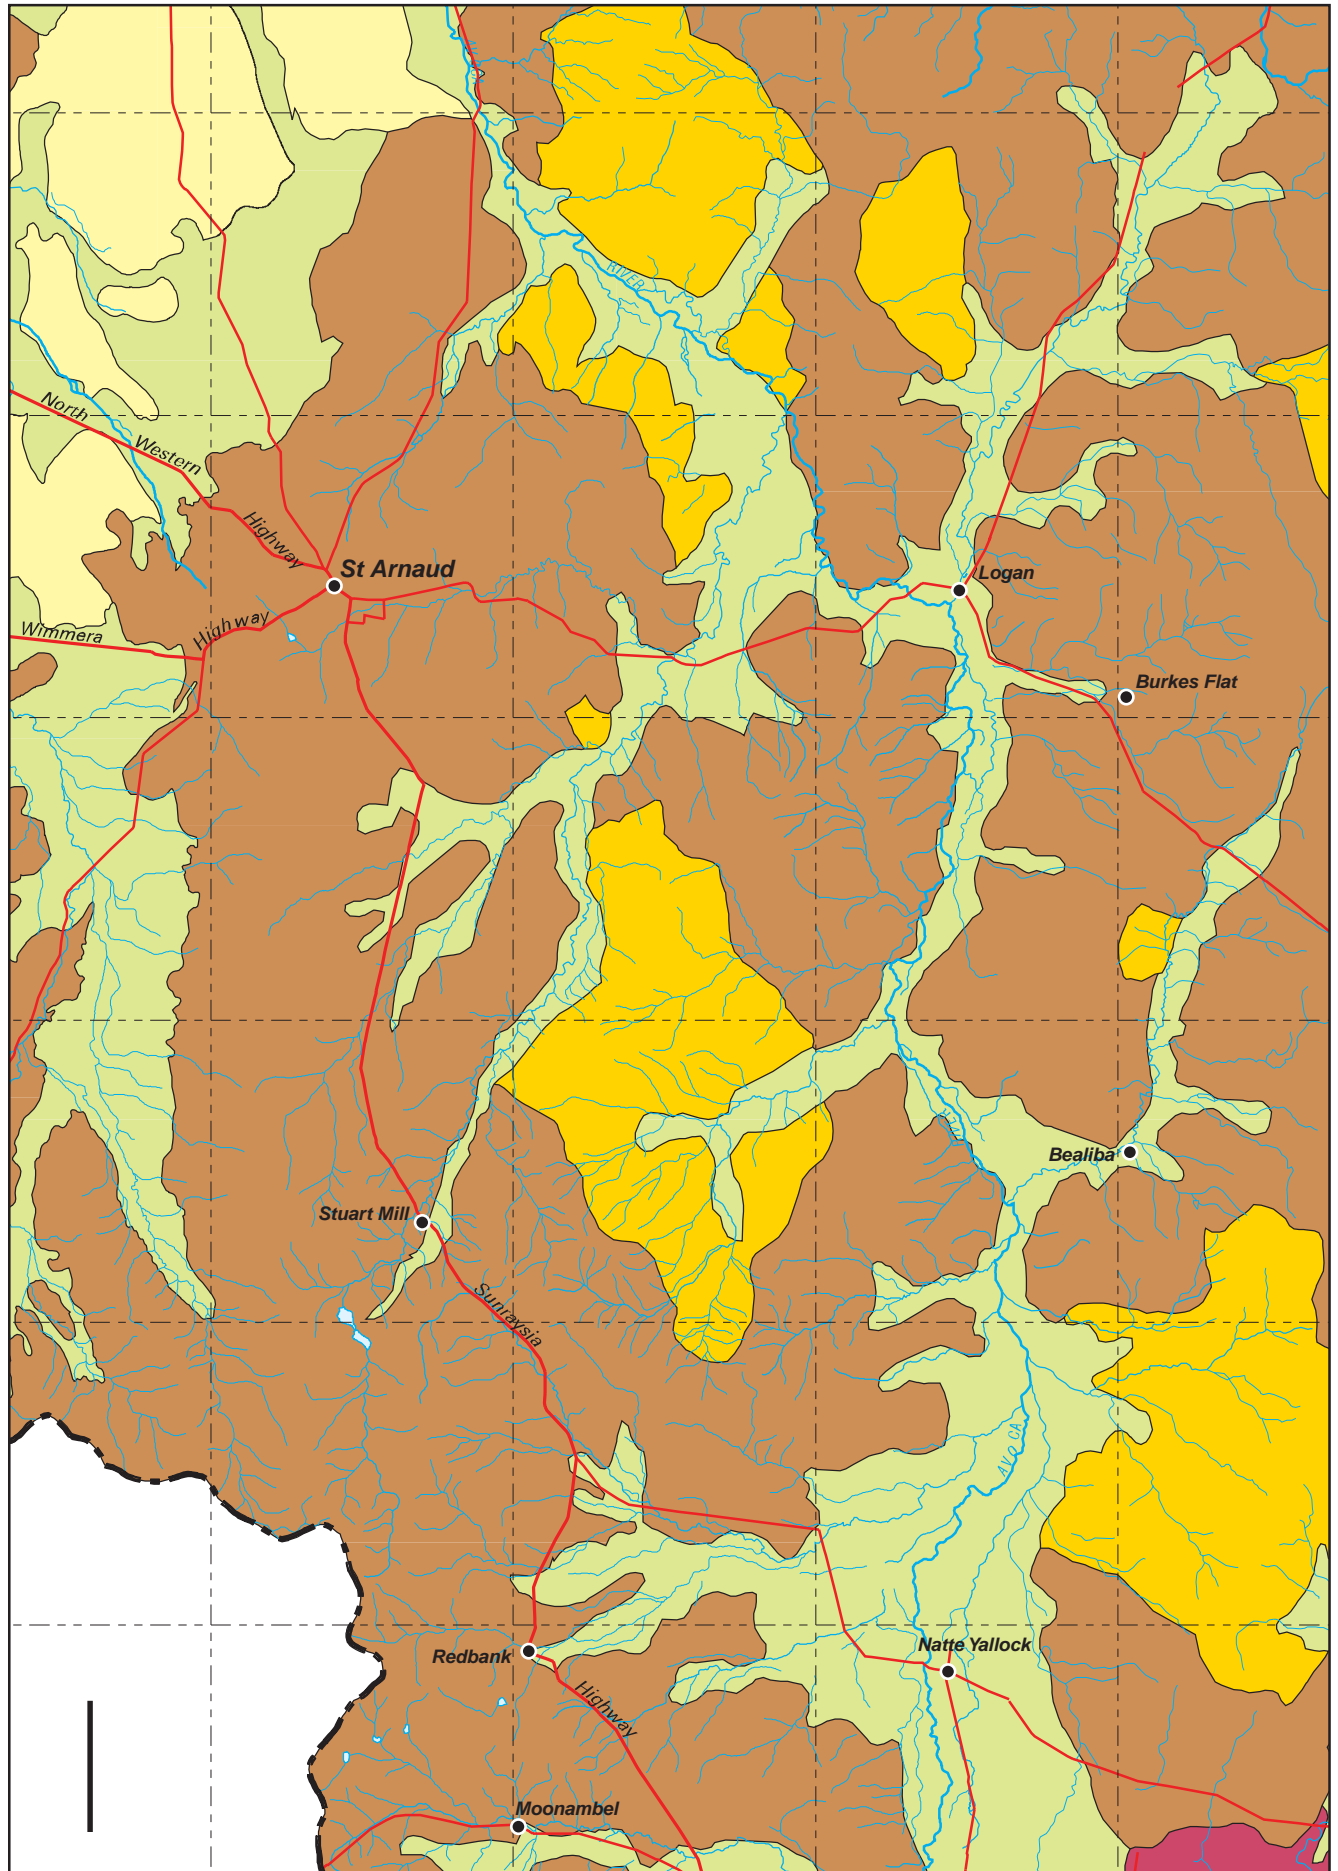 RIVER
North
Western
Highway
St Arnaud
Logan
Highway
Wimmera
Burkes Flat
Bealiba
Stuart Mill
Sunraysia
AVOCA
Natte Yallock
Redbank
Highway
Moonambel